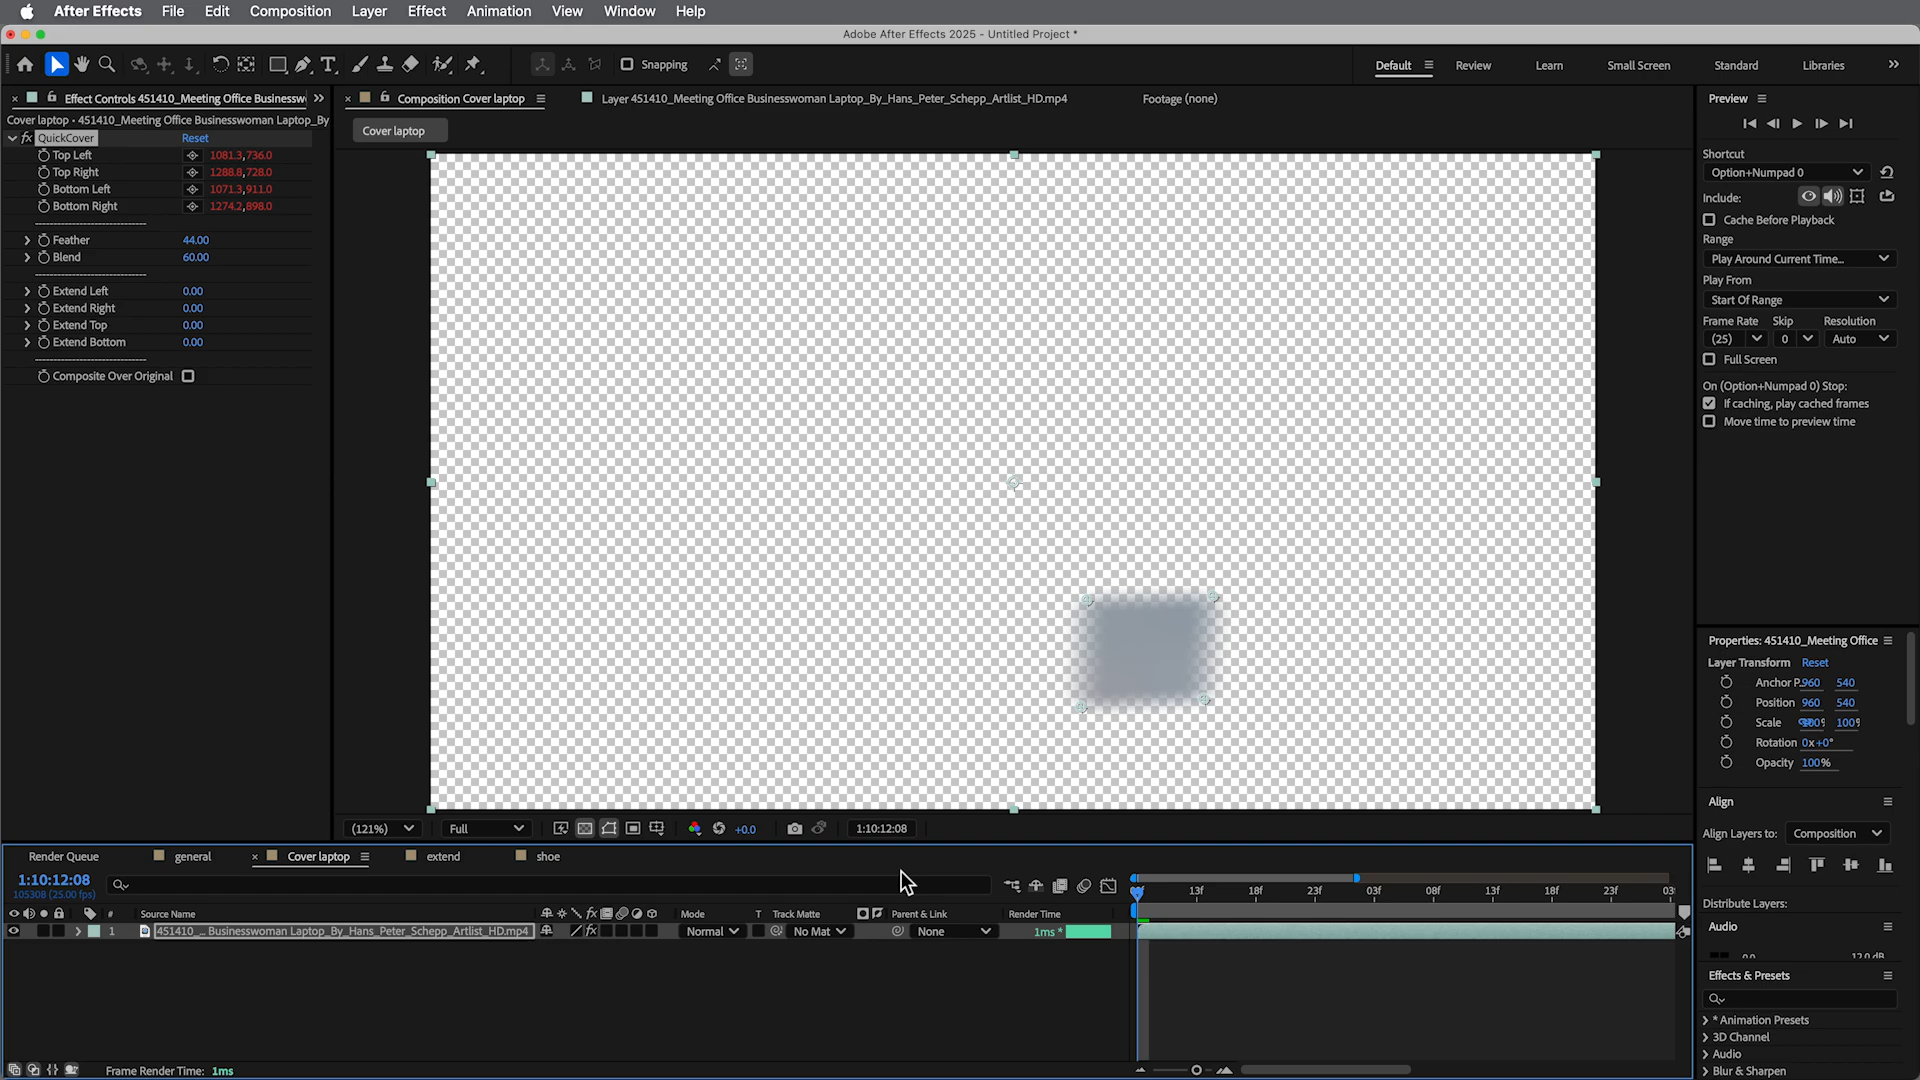 After Effects File Edit Composition Layer Effect Animation View Window Help
Adobe After Effects 2025 - Untitled Project *
Snapping
Default Review Learn Small Screen Standard Libraries
Effect Controls 451410_Meeting Office Businessw
Composition Cover laptop
Layer 451410_Meeting Office Businesswoman Laptop_By_Hans_Peter_Schepp_Artlist_HD.mp4
Footage (none)
Cover laptop • 451410_Meeting Office Businesswoman Laptop_By
Cover laptop
QuickCover Reset
Top Left 1081.3,736.0
Top Right 1288.8,728.0
Bottom Left 1071.3,911.0
Bottom Right 1274.2,898.0
Feather 44.00
Blend 60.00
Extend Left 0.00
Extend Right 0.00
Extend Top 0.00
Extend Bottom 0.00
Composite Over Original
Preview
Shortcut
Option+Numpad 0
Include:
Cache Before Playback
Range
Play Around Current Time...
Play From
Start Of Range
Frame Rate Skip Resolution
(25) 0 Auto
Full Screen
On (Option+Numpad 0) Stop:
If caching, play cached frames
Move time to preview time
Properties: 451410_Meeting Office
Layer Transform Reset
Anchor P. 960 540
Position 960 540
Scale 100% 100%
Rotation 0x+0°
Opacity 100%
Align
Align Layers to: Composition
Distribute Layers:
Audio
0.0 12.0 dB
Effects & Presets
* Animation Presets
3D Channel
Audio
Blur & Sharpen
(121%) Full +0.0 1:10:12:08
Render Queue general Cover laptop extend shoe
1:10:12:08
105308 (25.00 fps)
13f 18f 23f 03f 08f 13f 18f 23f 03
# Source Name Mode T Track Matte Parent & Link Render Time
1 451410_... Businesswoman Laptop_By_Hans_Peter_Schepp_Artlist_HD.mp4 Normal No Mat None 1ms *
Frame Render Time: 1ms